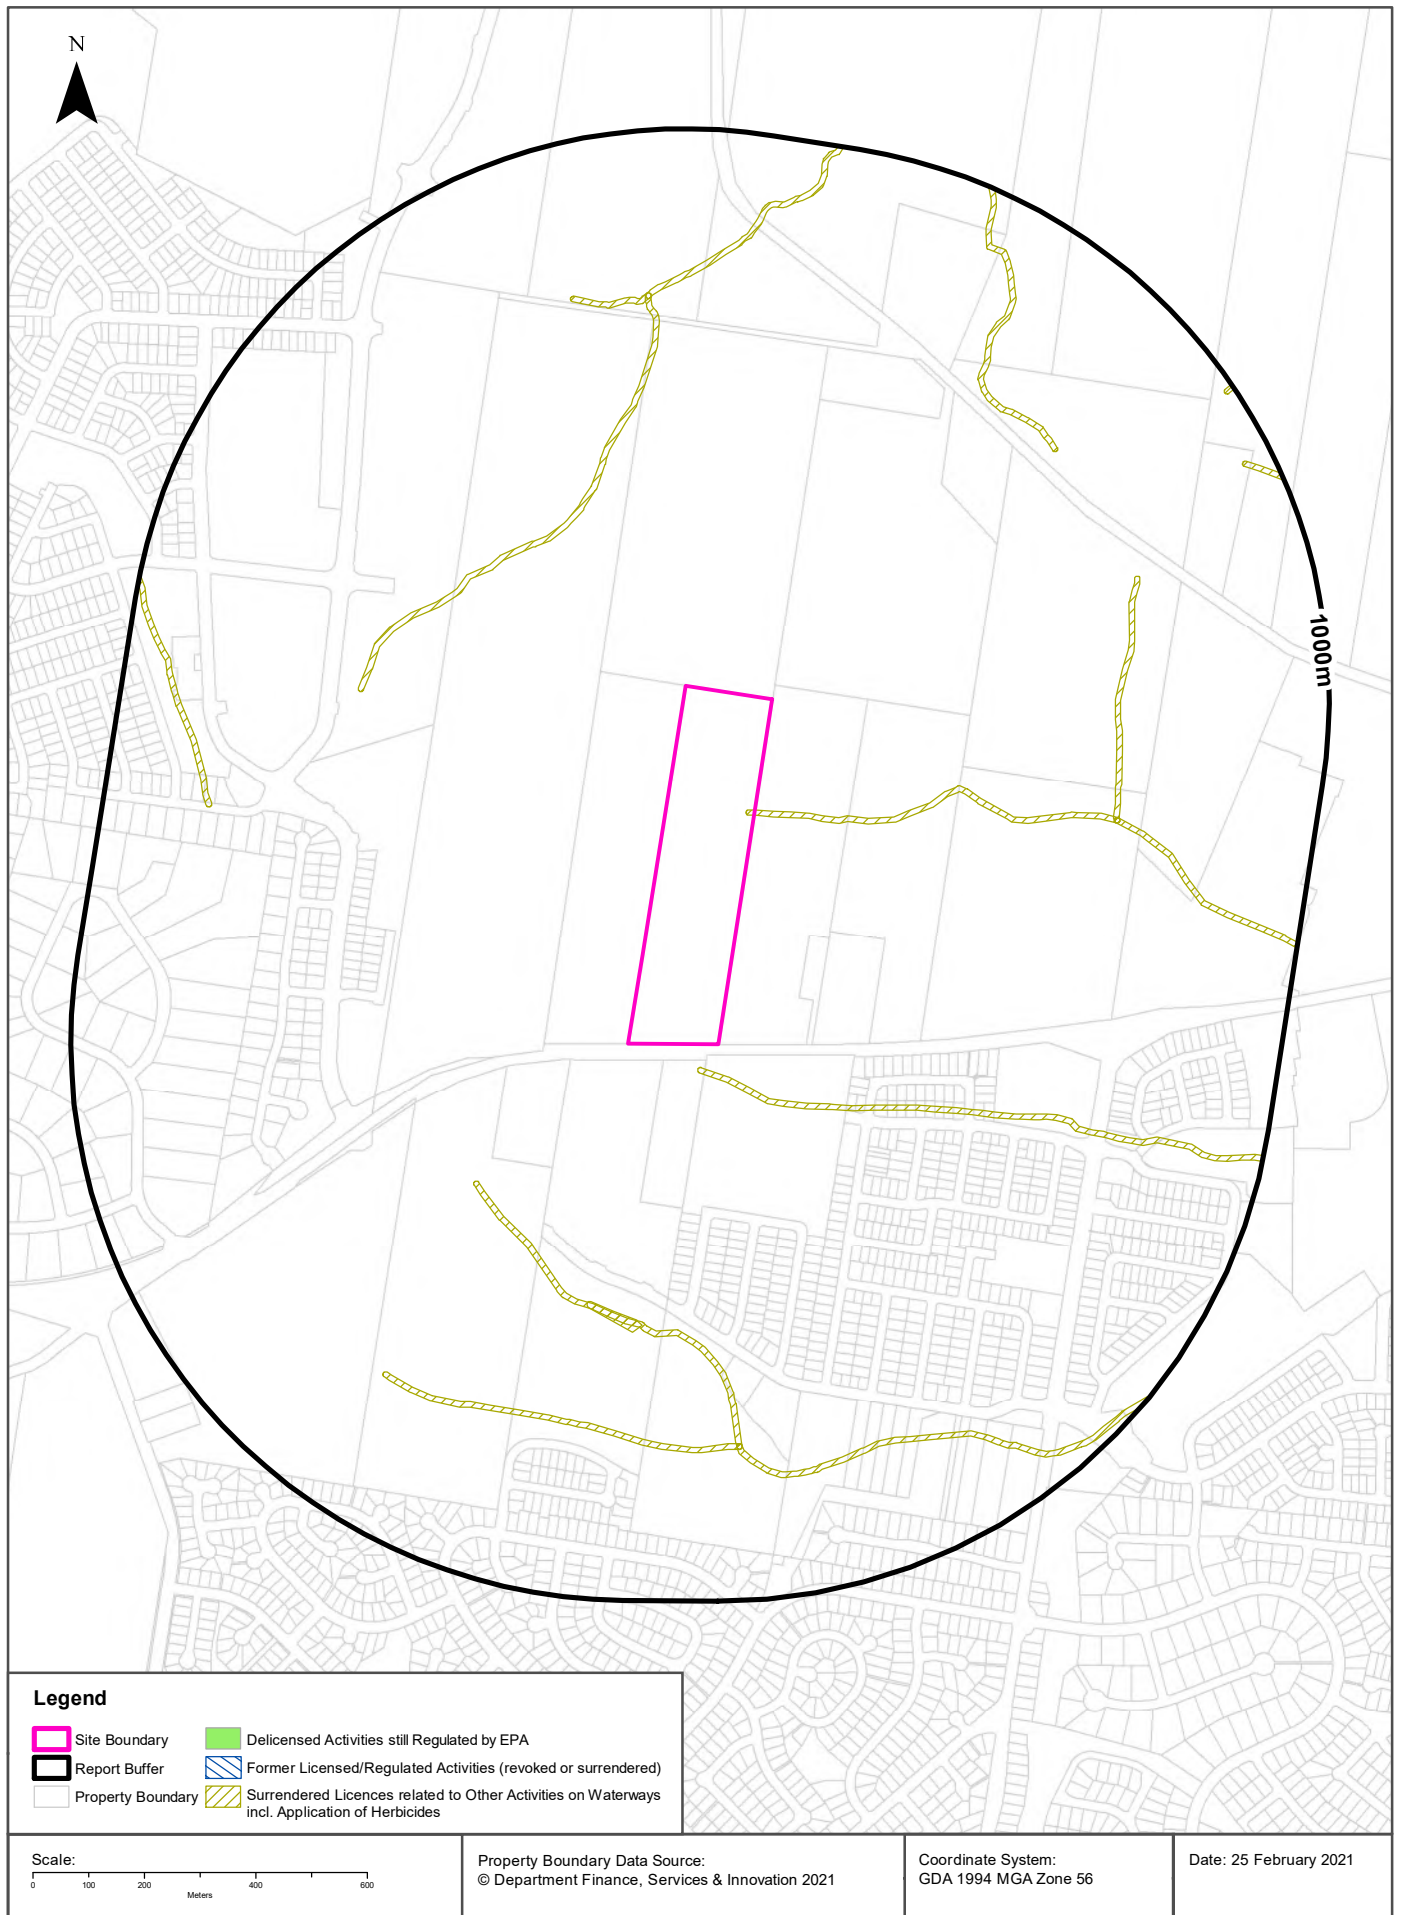 N
1000m
Legend
Site Boundary
Report Buffer
Property Boundary
Delicensed Activities still Regulated by EPA
Former Licensed/Regulated Activities (revoked or surrendered)
Surrendered Licences related to Other Activities on Waterways
incl. Application of Herbicides
Scale:
0 100 200 400 600
Meters
Property Boundary Data Source:
© Department Finance, Services & Innovation 2021
Coordinate System:
GDA 1994 MGA Zone 56
Date: 25 February 2021